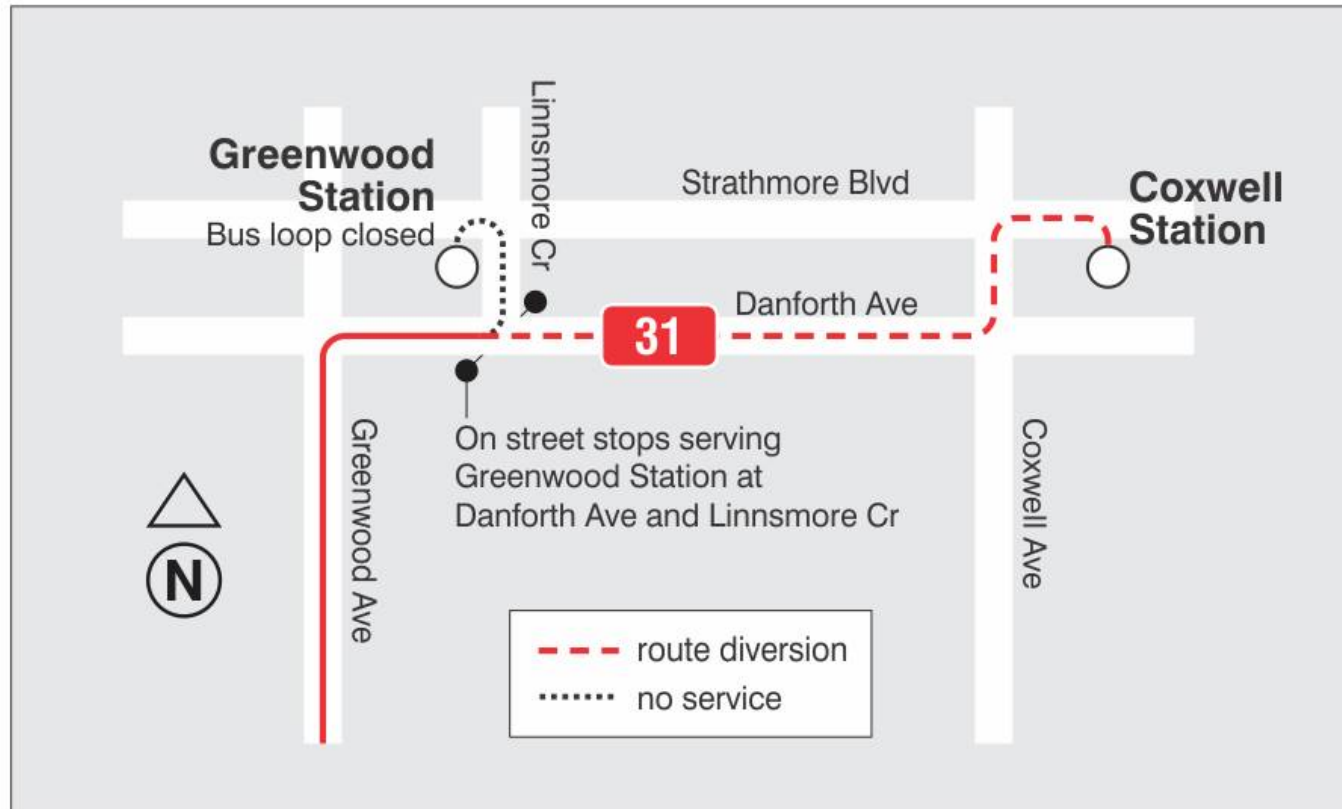 Linnsmore Cr
Greenwood
Station
Bus loop closed
Strathmore Blvd
Coxwell
Station
Danforth Ave
31
On street stops serving
Greenwood Station at
Danforth Ave and Linnsmore Cr
Greenwood Ave
Coxwell Ave
N
route diversion
no service